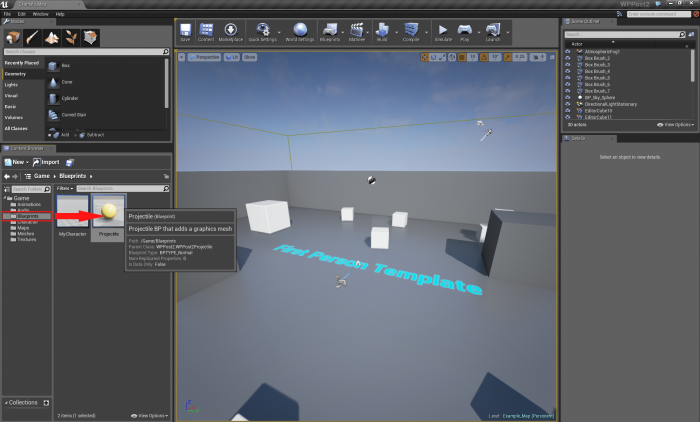 Example_Map
WPPost2
File Edit Window Help
Modes
Search Classes
Recently Placed
Geometry
Lights
Visual
Basic
Volumes
All Classes
Box
Cone
Cylinder
Curved Stair
Add
Subtract
Save
Content
Marketplace
Quick Settings
World Settings
Blueprints
Matinee
Build
Compile
Simulate
Play
Launch
Perspective
Lit
Show
10
10°
0.25
4
Scene Outliner
Search...
Actor
AtmosphericFog1
Box Brush_2
Box Brush_3
Box Brush_4
Box Brush_5
Box Brush_6
Box Brush_7
BP_Sky_Sphere
DirectionalLightStationary
EditorCube10
EditorCube11
30 actors
View Options
Details
Select an object to view details.
Content Browser
New
Import
Game
Blueprints
Search Folders
Filters
Search Blueprints
Game
Animations
Audio
Blueprints
Character
Maps
Meshes
Textures
MyCharacter
Projectile
Projectile (Blueprint)
Projectile BP that adds a graphics mesh
Path: /Game/Blueprints
Parent Class: WPPost2.WPPost2Projectile
Blueprint Type: BPTYPE_Normal
Num Replicated Properties: 0
Is Data Only: False
First Person Template
Collections
2 items (1 selected)
View Options
Level: Example_Map (Persistent)